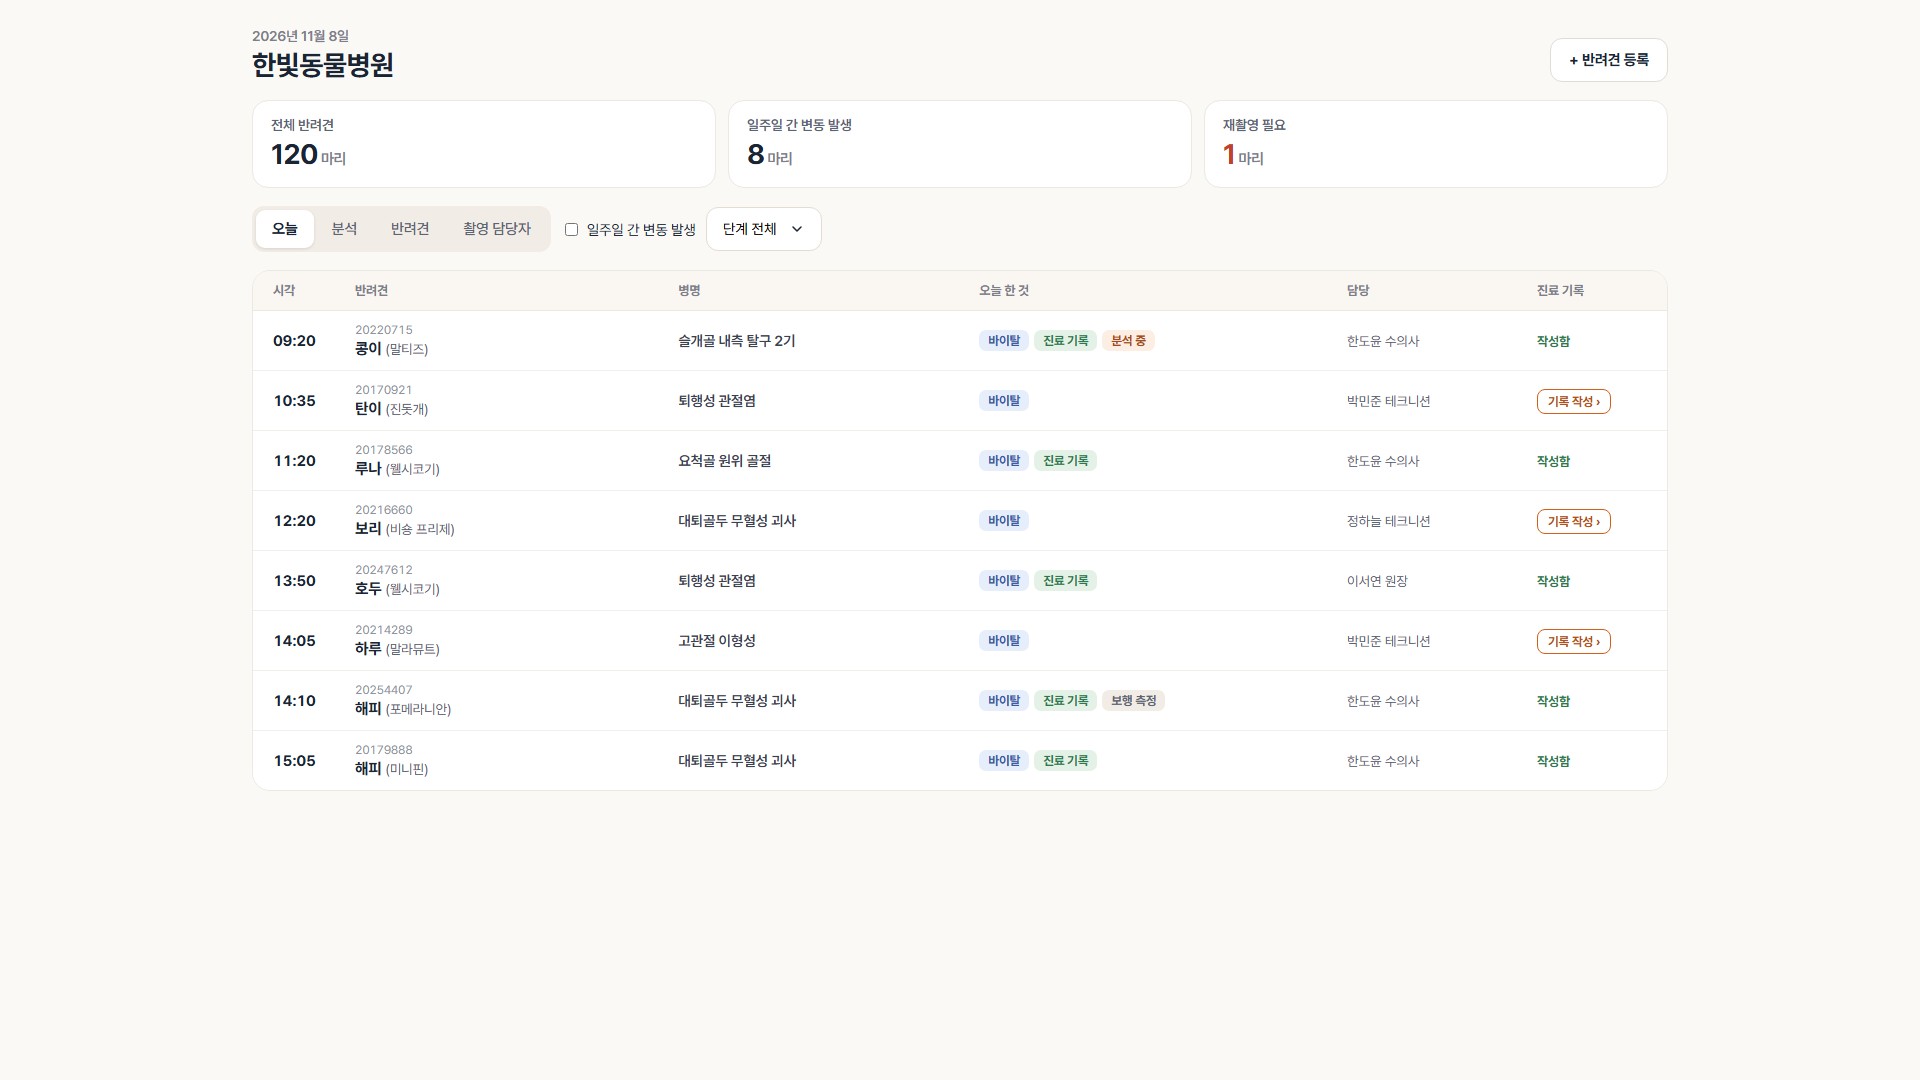 2026년 11월 8일
한빛동물병원
+ 반려견 등록
전체 반려견
120 마리
일주일 간 변동 발생
8 마리
재촬영 필요
1 마리
오늘 분석 반려견 촬영 담당자 일주일 간 변동 발생 단계 전체
시각 반려견 병명 오늘 한 것 담당 진료 기록
09:20 20220715 콩이 (말티즈) 슬개골 내측 탈구 2기 바이탈 진료 기록 분석 중 한도윤 수의사 작성함
10:35 20170921 탄이 (진돗개) 퇴행성 관절염 바이탈 박민준 테크니션 기록 작성 ›
11:20 20178566 루나 (웰시코기) 요척골 원위 골절 바이탈 진료 기록 한도윤 수의사 작성함
12:20 20216660 보리 (비숑 프리제) 대퇴골두 무혈성 괴사 바이탈 정하늘 테크니션 기록 작성 ›
13:50 20247612 호두 (웰시코기) 퇴행성 관절염 바이탈 진료 기록 이서연 원장 작성함
14:05 20214289 하루 (말라뮤트) 고관절 이형성 바이탈 박민준 테크니션 기록 작성 ›
14:10 20254407 해피 (포메라니안) 대퇴골두 무혈성 괴사 바이탈 진료 기록 보행 측정 한도윤 수의사 작성함
15:05 20179888 해피 (미니핀) 대퇴골두 무혈성 괴사 바이탈 진료 기록 한도윤 수의사 작성함